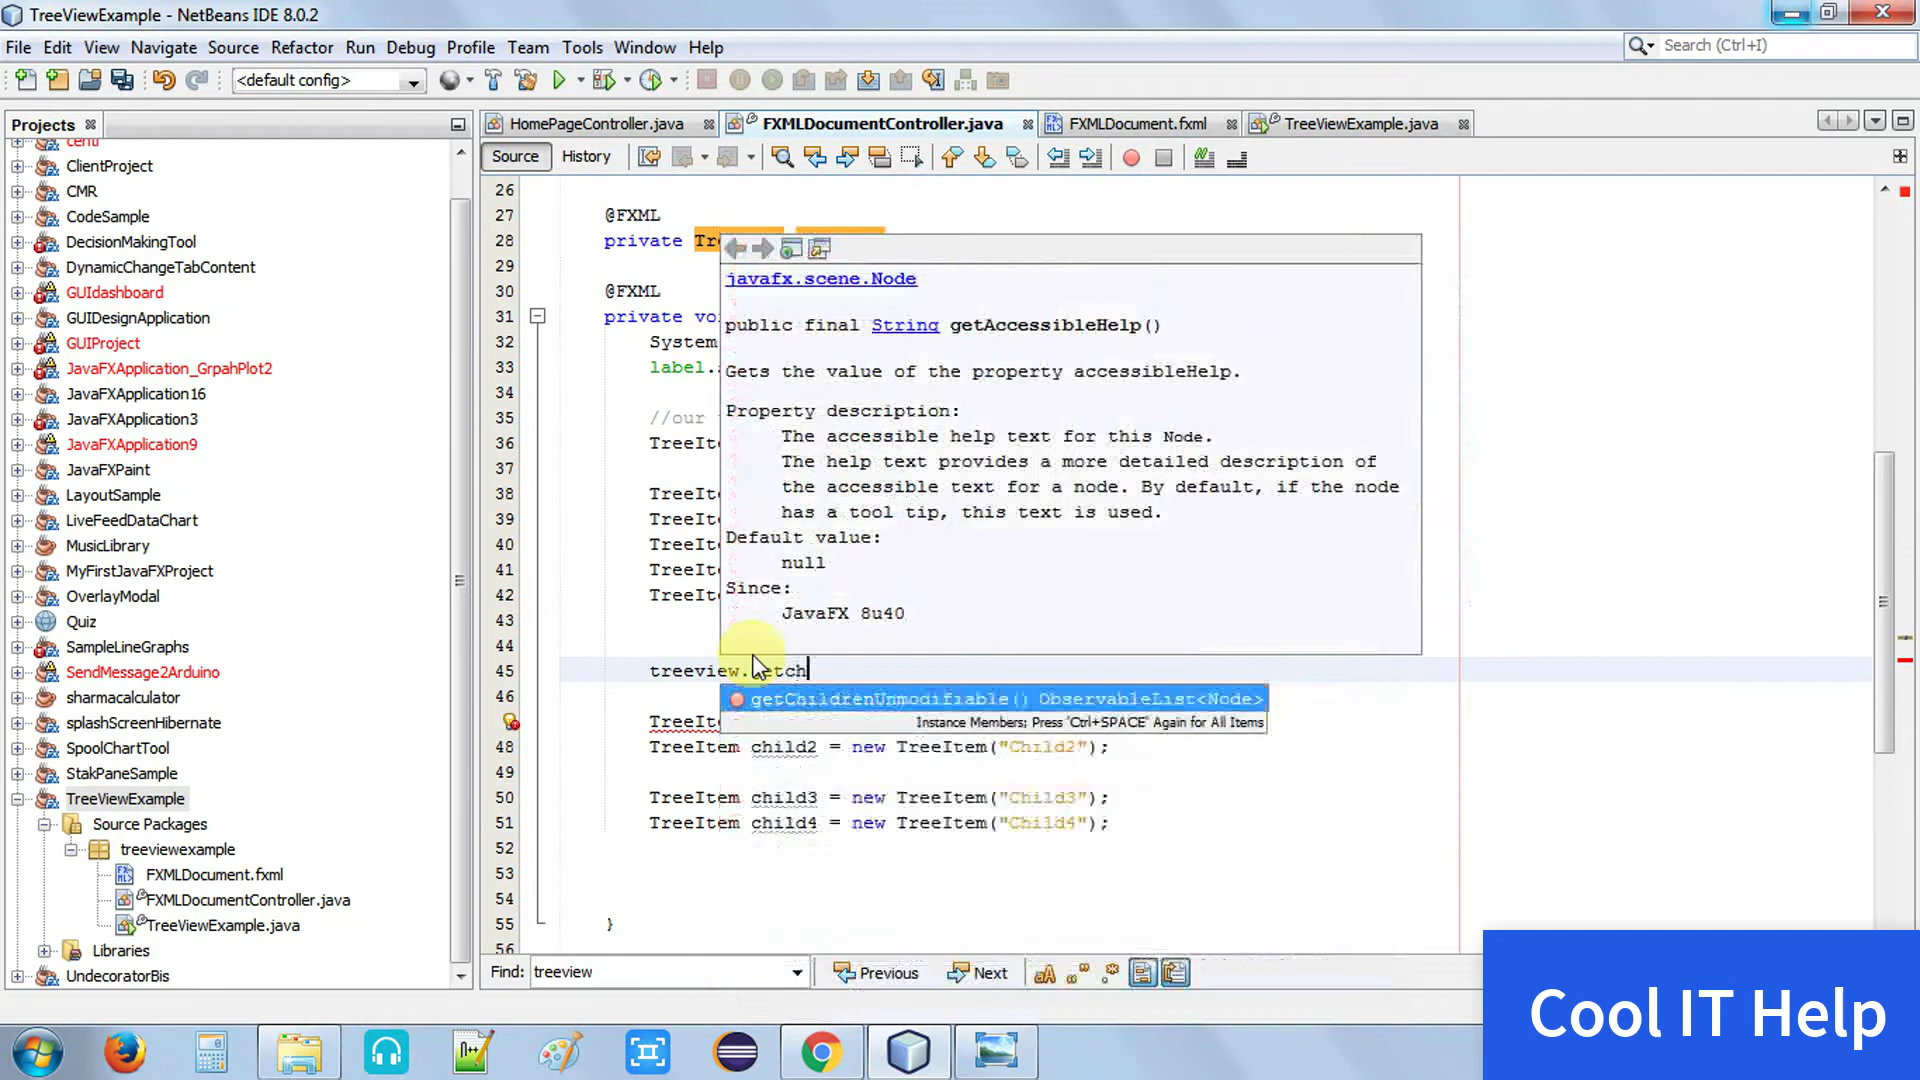 TreeViewExample - NetBeans IDE 8.0.2
File Edit View Navigate Source Refactor Run Debug Profile Team Tools Window Help
Search (Ctrl+I)
<default config>
Projects
HomePageController.java
FXMLDocumentController.java
FXMLDocument.fxml
TreeViewExample.java
Source History
ClientProject
CMR
CodeSample
DecisionMakingTool
DynamicChangeTabContent
GUIdashboard
GUIDesignApplication
GUIProject
JavaFXApplication_GrpahPlot2
JavaFXApplication16
JavaFXApplication3
JavaFXApplication9
JavaFXPaint
LayoutSample
LiveFeedDataChart
MusicLibrary
MyFirstJavaFXProject
OverlayModal
Quiz
SampleLineGraphs
SendMessage2Arduino
sharmacalculator
splashScreenHibernate
SpoolChartTool
StakPaneSample
TreeViewExample
Source Packages
treeviewexample
FXMLDocument.fxml
FXMLDocumentController.java
TreeViewExample.java
Libraries
UndecoratorBis
26
27 @FXML
28 private Tr
29
30 @FXML
31 private vo
32 System
33 label.
34
35 //our
36 TreeIt
37
38 TreeIt
39 TreeIt
40 TreeIt
41 TreeIt
42 TreeIt
43
44
45 treeview.
46
TreeIt
48 TreeItem child2 = new TreeItem("Child2");
49
50 TreeItem child3 = new TreeItem("Child3");
51 TreeItem child4 = new TreeItem("Child4");
52
53
54
55 }
56
javafx.scene.Node
public final String getAccessibleHelp()
Gets the value of the property accessibleHelp.
Property description:
The accessible help text for this Node.
The help text provides a more detailed description of
the accessible text for a node. By default, if the node
has a tool tip, this text is used.
Default value:
null
Since:
JavaFX 8u40
getChildrenUnmodifiable() ObservableList<Node>
Instance Members; Press 'Ctrl+SPACE' Again for All Items
Find: treeview Previous Next
Cool IT Help